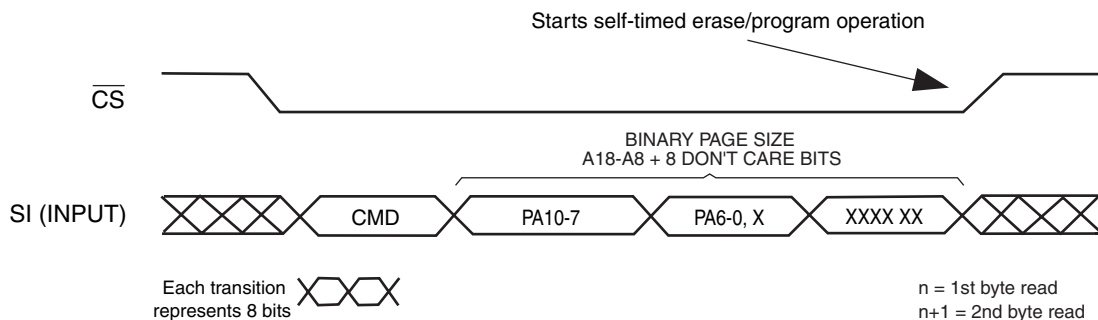 Starts self-timed erase/program operation
CS
BINARY PAGE SIZE
A18-A8 + 8 DON'T CARE BITS
SI (INPUT)
CMD
PA10-7
PA6-0, X
XXXX XX
Each transition
represents 8 bits
n = 1st byte read
n+1 = 2nd byte read